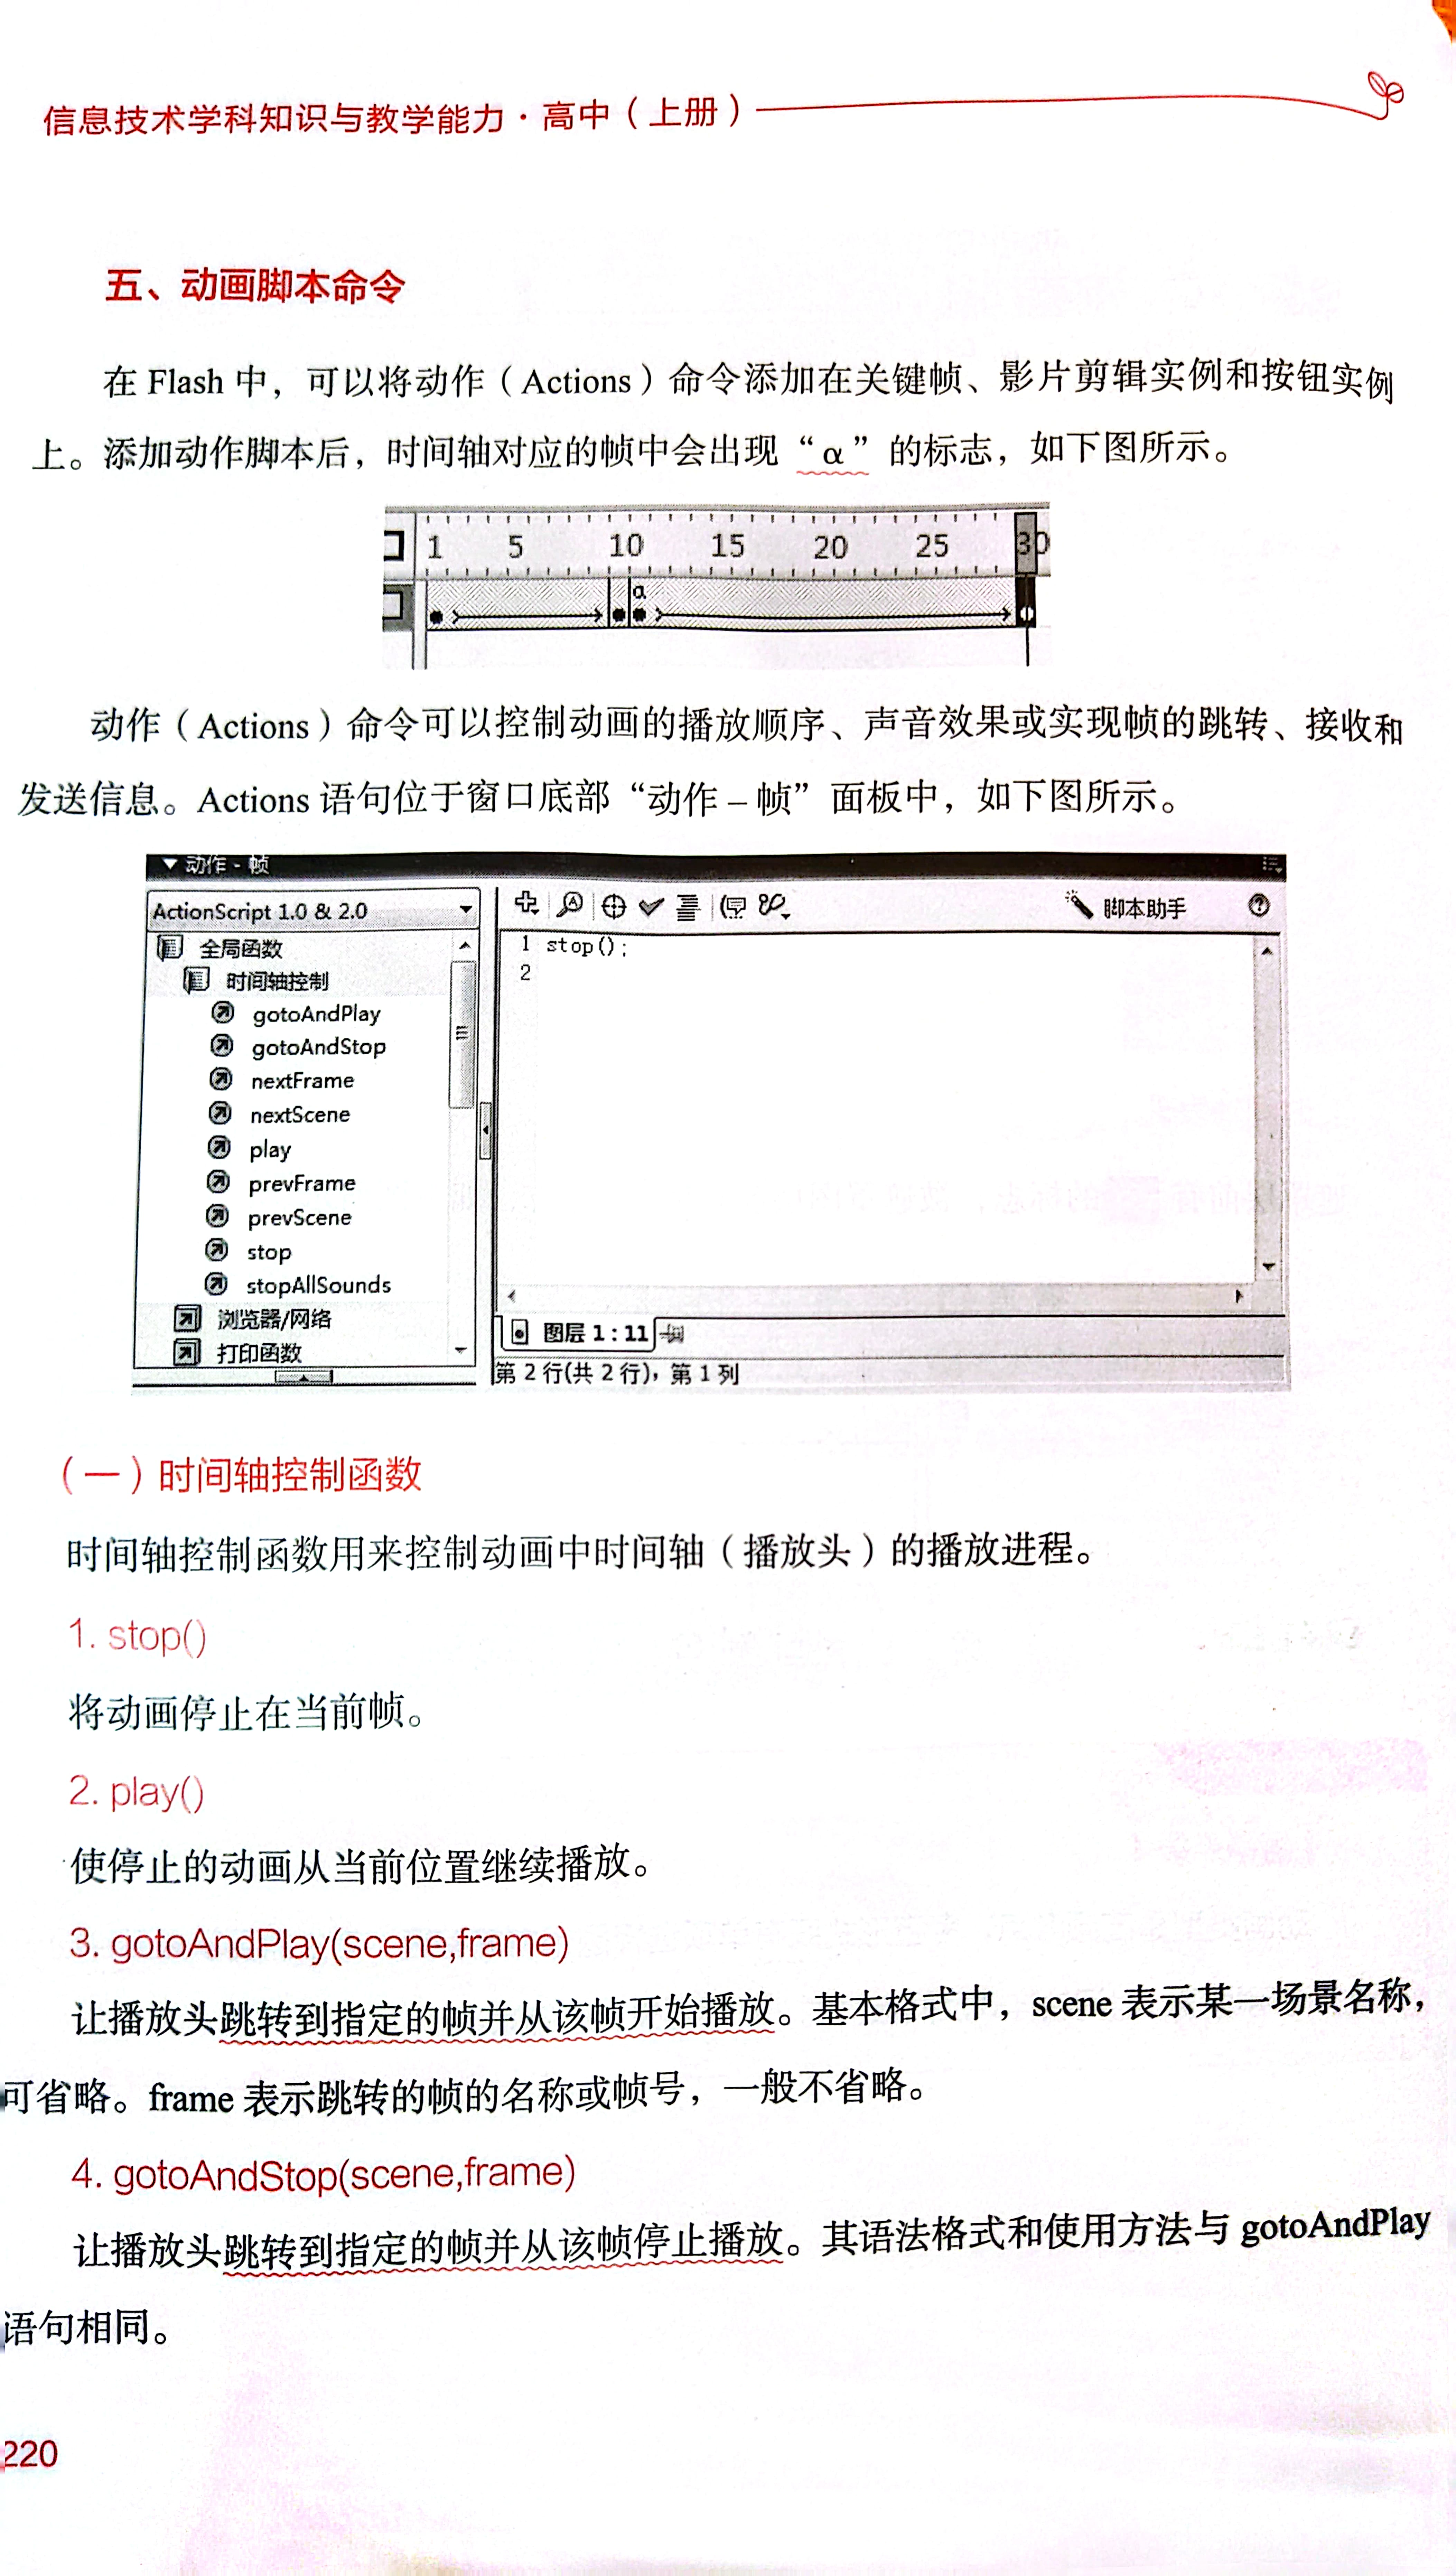 信息技术学科知识与教学能力·高中（上册）
五、动画脚本命令
在 Flash 中，可以将动作（Actions）命令添加在关键帧、影片剪辑实例和按钮实例
上。添加动作脚本后，时间轴对应的帧中会出现“α”的标志，如下图所示。
1 5 10 15 20 25 30
a
动作（Actions）命令可以控制动画的播放顺序、声音效果或实现帧的跳转、接收和
发送信息。Actions 语句位于窗口底部“动作 – 帧”面板中，如下图所示。
动作 - 帧
ActionScript 1.0 & 2.0
脚本助手
全局函数
时间轴控制
gotoAndPlay
gotoAndStop
nextFrame
nextScene
play
prevFrame
prevScene
stop
stopAllSounds
浏览器/网络
打印函数
1 stop();
2
图层 1 : 11
第 2 行(共 2 行)，第 1 列
（一）时间轴控制函数
时间轴控制函数用来控制动画中时间轴（播放头）的播放进程。
1. stop()
将动画停止在当前帧。
2. play()
使停止的动画从当前位置继续播放。
3. gotoAndPlay(scene,frame)
让播放头跳转到指定的帧并从该帧开始播放。基本格式中，scene 表示某一场景名称，
可省略。frame 表示跳转的帧的名称或帧号，一般不省略。
4. gotoAndStop(scene,frame)
让播放头跳转到指定的帧并从该帧停止播放。其语法格式和使用方法与 gotoAndPlay
语句相同。
220